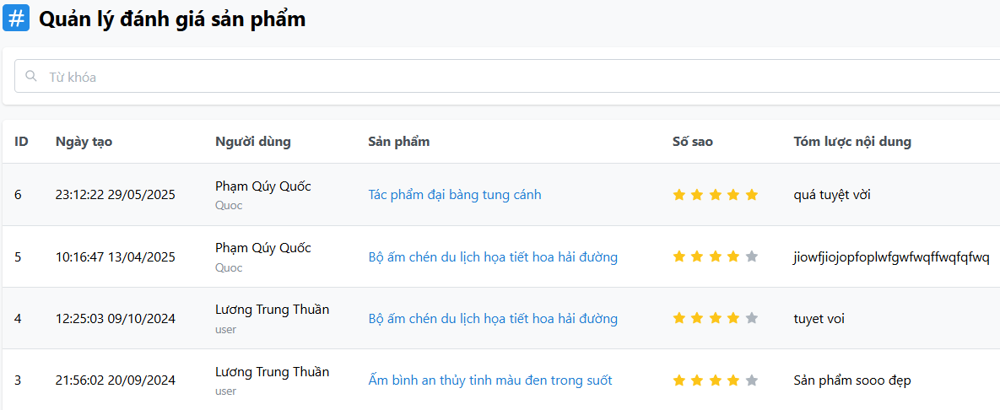 # Quản lý đánh giá sản phẩm
Từ khóa
ID Ngày tạo Người dùng Sản phẩm Số sao Tóm lược nội dung
6 23:12:22 29/05/2025 Phạm Qúy Quốc Tác phẩm đại bàng tung cánh quá tuyệt vời
Quoc
5 10:16:47 13/04/2025 Phạm Qúy Quốc Bộ ấm chén du lịch họa tiết hoa hải đường jiowfjiojopfoplwfgwfwqffwqfqfwq
Quoc
4 12:25:03 09/10/2024 Lương Trung Thuần Bộ ấm chén du lịch họa tiết hoa hải đường tuyet voi
user
3 21:56:02 20/09/2024 Lương Trung Thuần Ấm bình an thủy tinh màu đen trong suốt Sản phẩm sooo đẹp
user